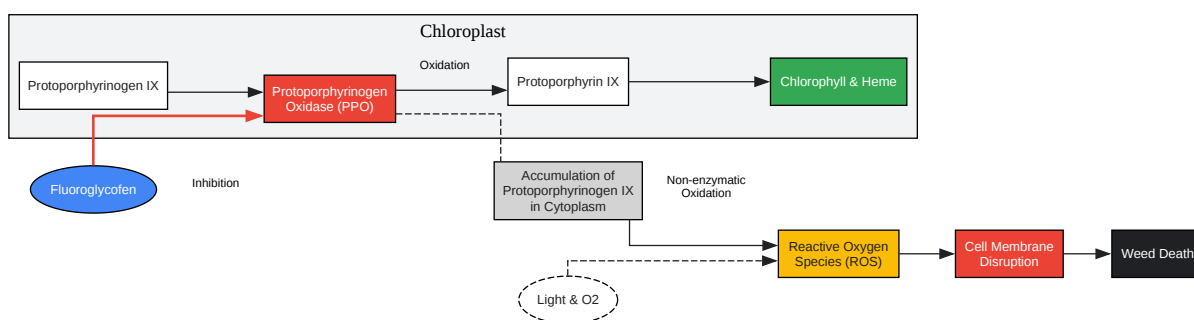 Chloroplast
Protoporphyrinogen IX
Protoporphyrinogen
Oxidase (PPO)
Oxidation
Protoporphyrin IX
Chlorophyll & Heme
Fluoroglycofen
Inhibition
Accumulation of
Protoporphyrinogen IX
in Cytoplasm
Non-enzymatic
Oxidation
Light & O2
Reactive Oxygen
Species (ROS)
Cell Membrane
Disruption
Weed Death